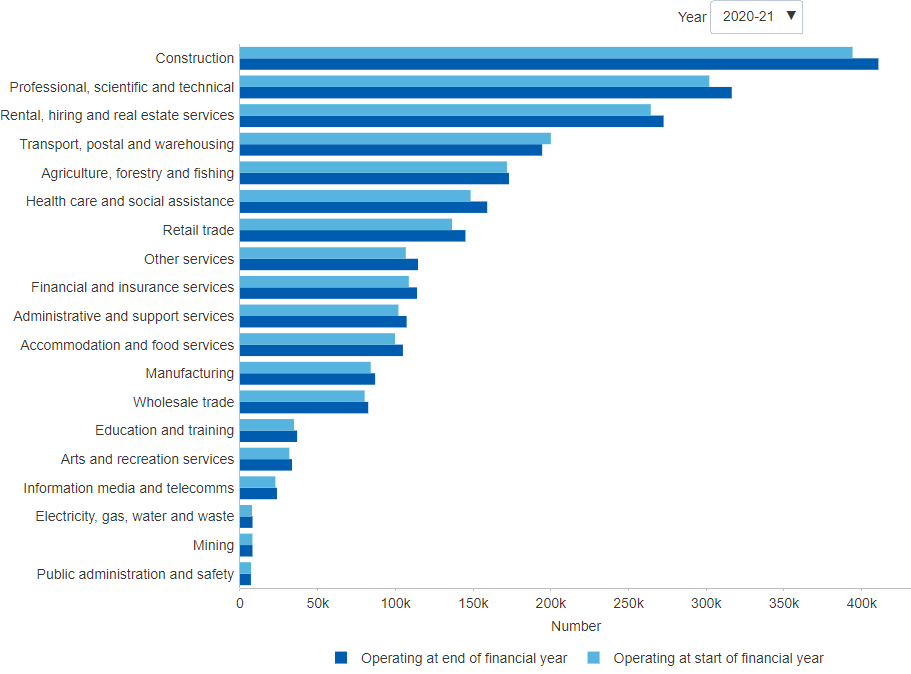 Year 2020-21 ▼
Construction
Professional, scientific and technical
Rental, hiring and real estate services
Transport, postal and warehousing
Agriculture, forestry and fishing
Health care and social assistance
Retail trade
Other services
Financial and insurance services
Administrative and support services
Accommodation and food services
Manufacturing
Wholesale trade
Education and training
Arts and recreation services
Information media and telecomms
Electricity, gas, water and waste
Mining
Public administration and safety
0 50k 100k 150k 200k 250k 300k 350k 400k
Number
Operating at end of financial year Operating at start of financial year